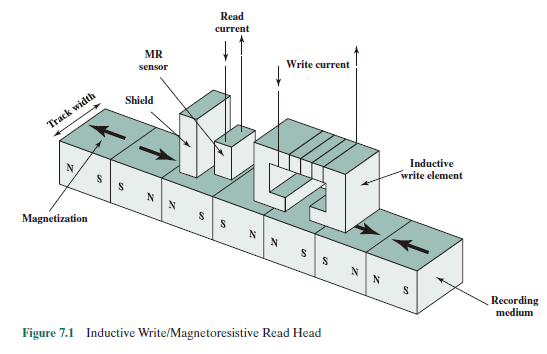 Read
current
MR
sensor
Write current
Shield
Track width
Inductive
write element
N S S N N S S N N S S N N S
Magnetization
Recording
medium
Figure 7.1 Inductive Write/Magnetoresistive Read Head